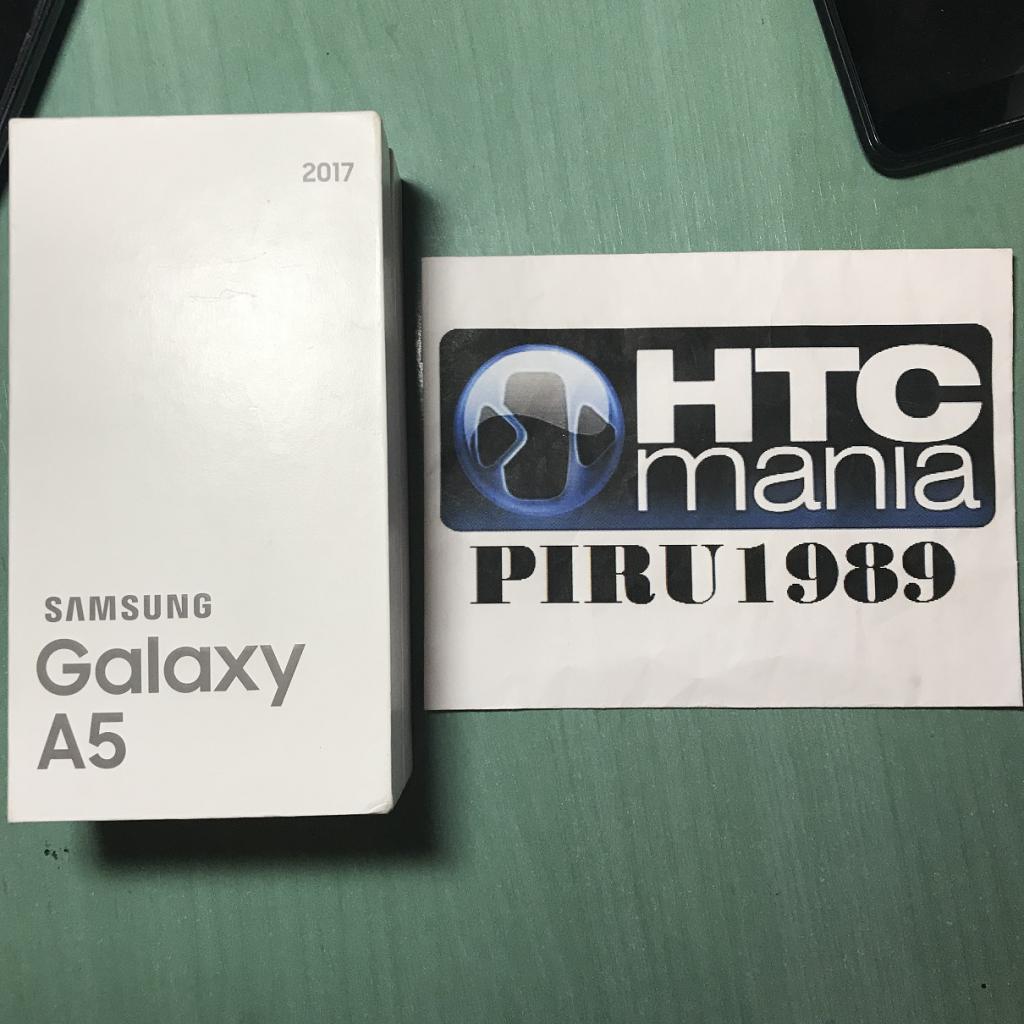 2017
SAMSUNG
Galaxy
A5
HTC
mania
PIRU1989